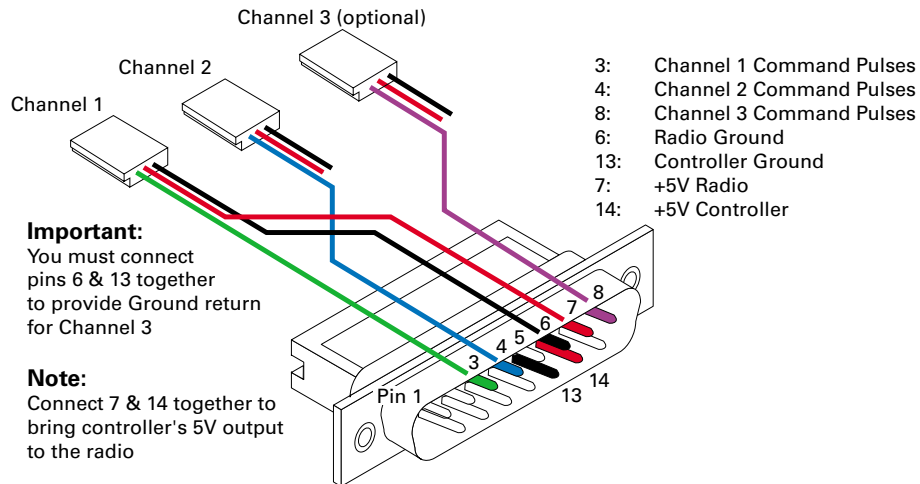 Channel 3 (optional)
Channel 2
Channel 1
3: Channel 1 Command Pulses
4: Channel 2 Command Pulses
8: Channel 3 Command Pulses
6: Radio Ground
13: Controller Ground
7: +5V Radio
14: +5V Controller
Important:
You must connect
pins 6 & 13 together
to provide Ground return
for Channel 3
Note:
Connect 7 & 14 together to
bring controller's 5V output
to the radio
8
7
6
5
4
3
Pin 1
14
13